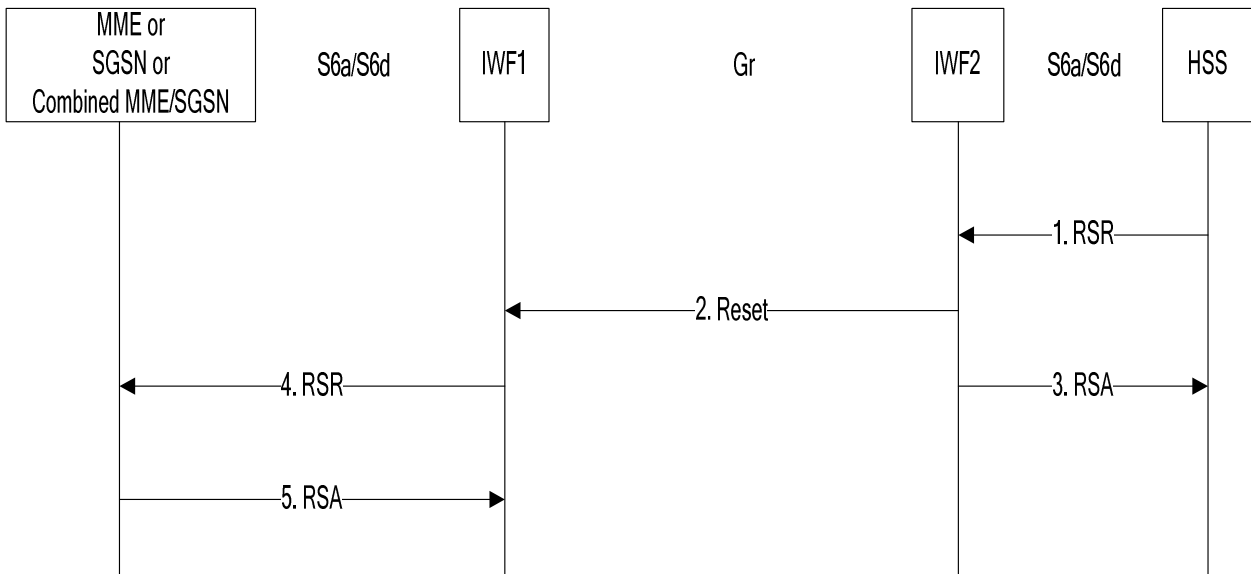 MME or
SGSN or
Combined MME/SGSN
S6a/S6d
IWF1
Gr
IWF2
S6a/S6d
HSS
1. RSR
2. Reset
4. RSR
3. RSA
5. RSA